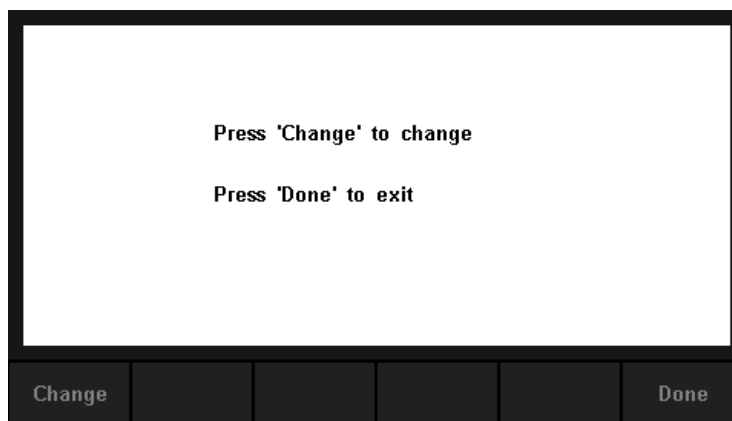 Press 'Change' to change
Press 'Done' to exit
Change
Done